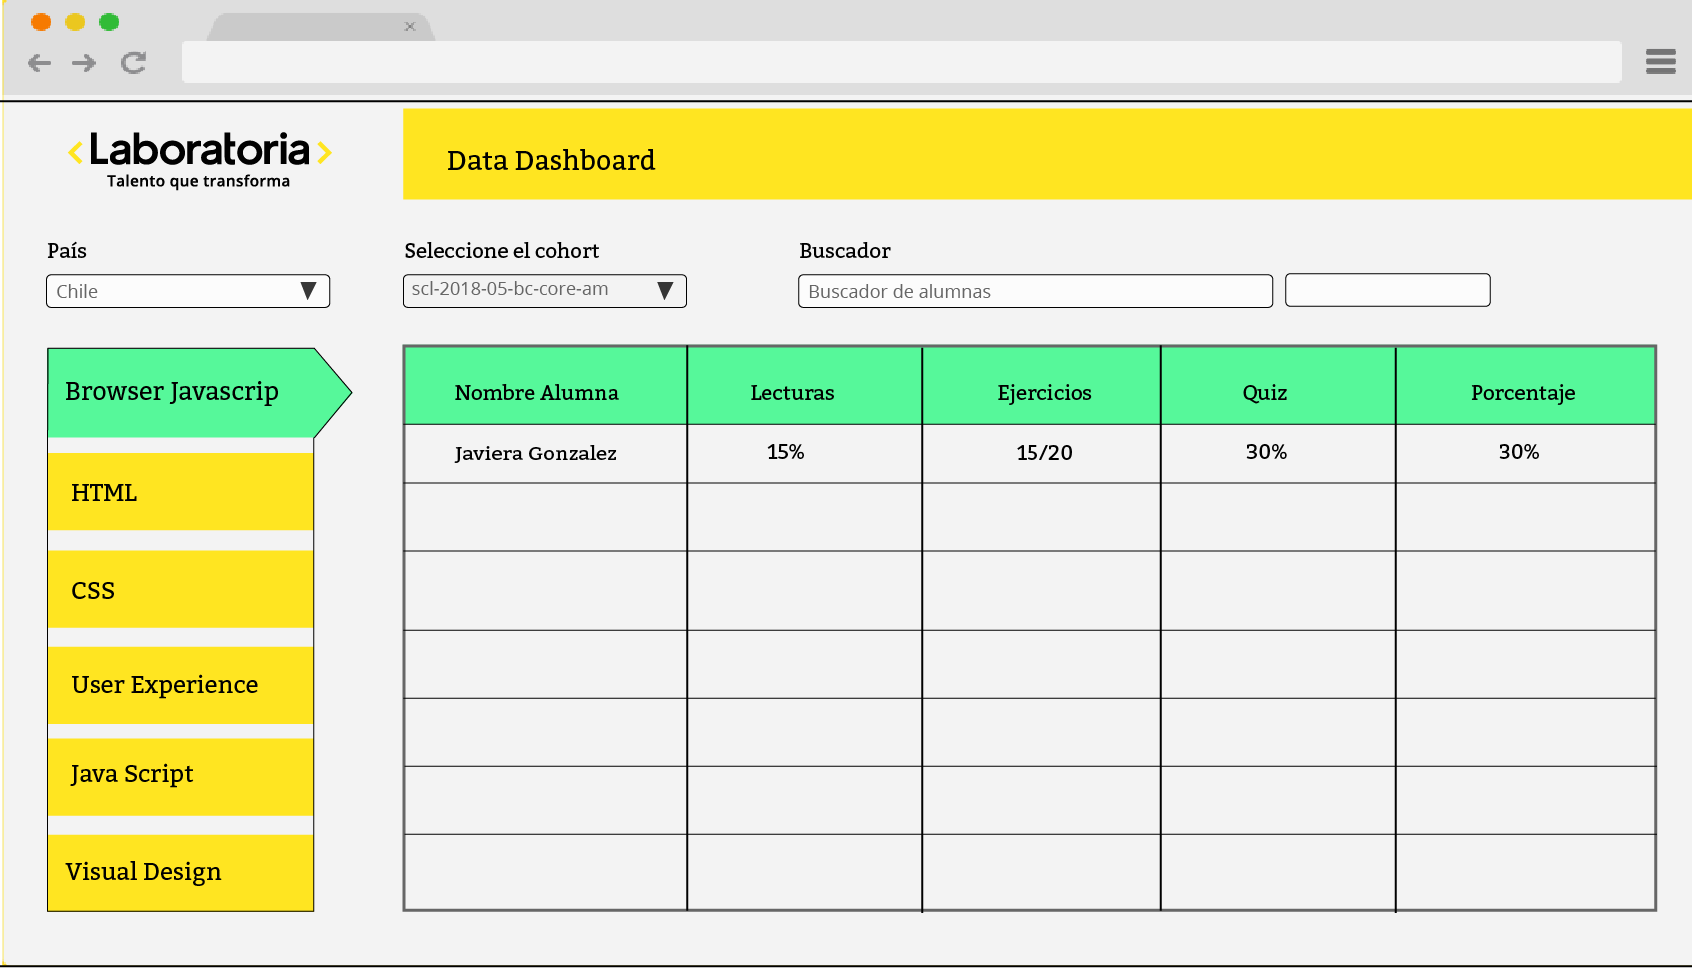 <Laboratoria>
Talento que transforma
Data Dashboard
País
Seleccione el cohort
Buscador
Chile
scl-2018-05-bc-core-am
Buscador de alumnas
Browser Javascrip
HTML
CSS
User Experience
Java Script
Visual Design
Nombre Alumna Lecturas Ejercicios Quiz Porcentaje
Javiera Gonzalez 15% 15/20 30% 30%